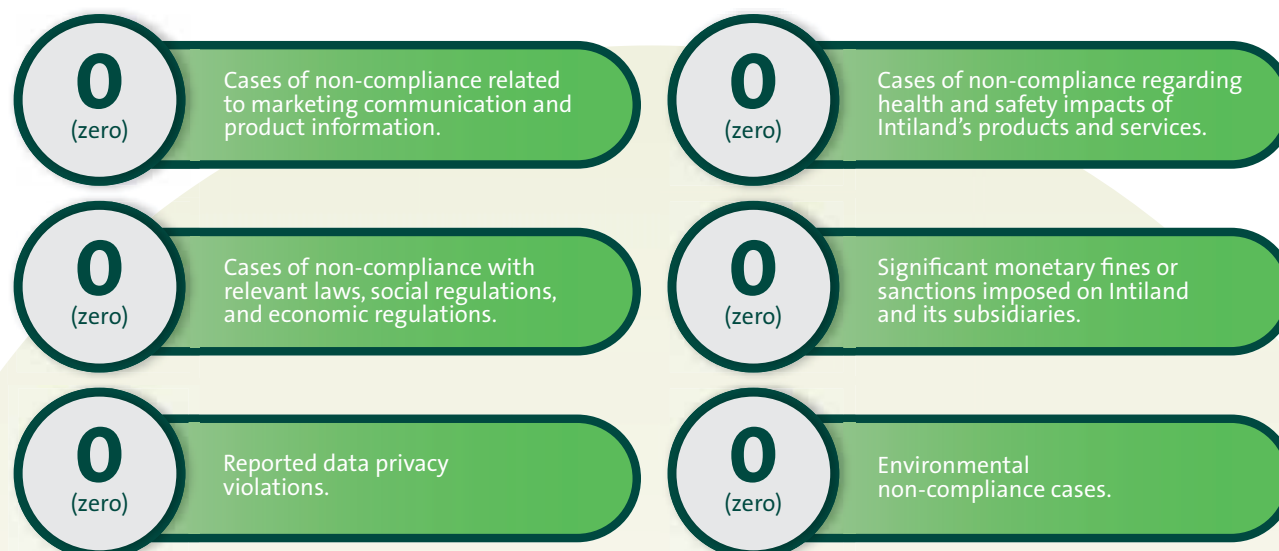 0
(zero)
Cases of non-compliance related
to marketing communication and
product information.
0
(zero)
Cases of non-compliance regarding
health and safety impacts of
Intiland's products and services.
0
(zero)
Cases of non-compliance with
relevant laws, social regulations,
and economic regulations.
0
(zero)
Significant monetary fines or
sanctions imposed on Intiland
and its subsidiaries.
0
(zero)
Reported data privacy
violations.
0
(zero)
Environmental
non-compliance cases.